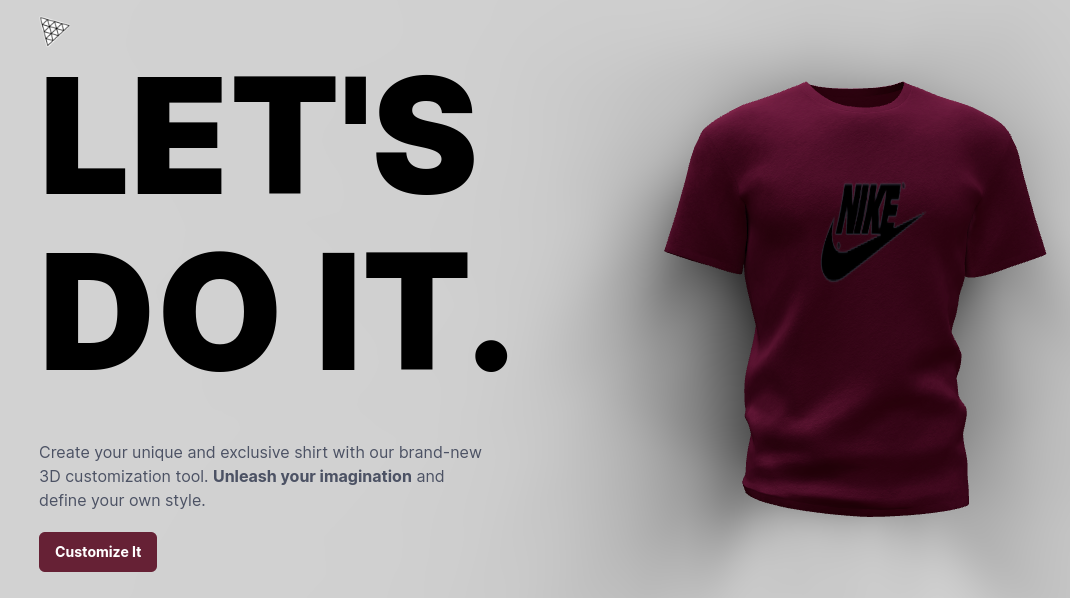 LET'S
DO IT.
NIKE
Create your unique and exclusive shirt with our brand-new
3D customization tool. Unleash your imagination and
define your own style.
Customize It